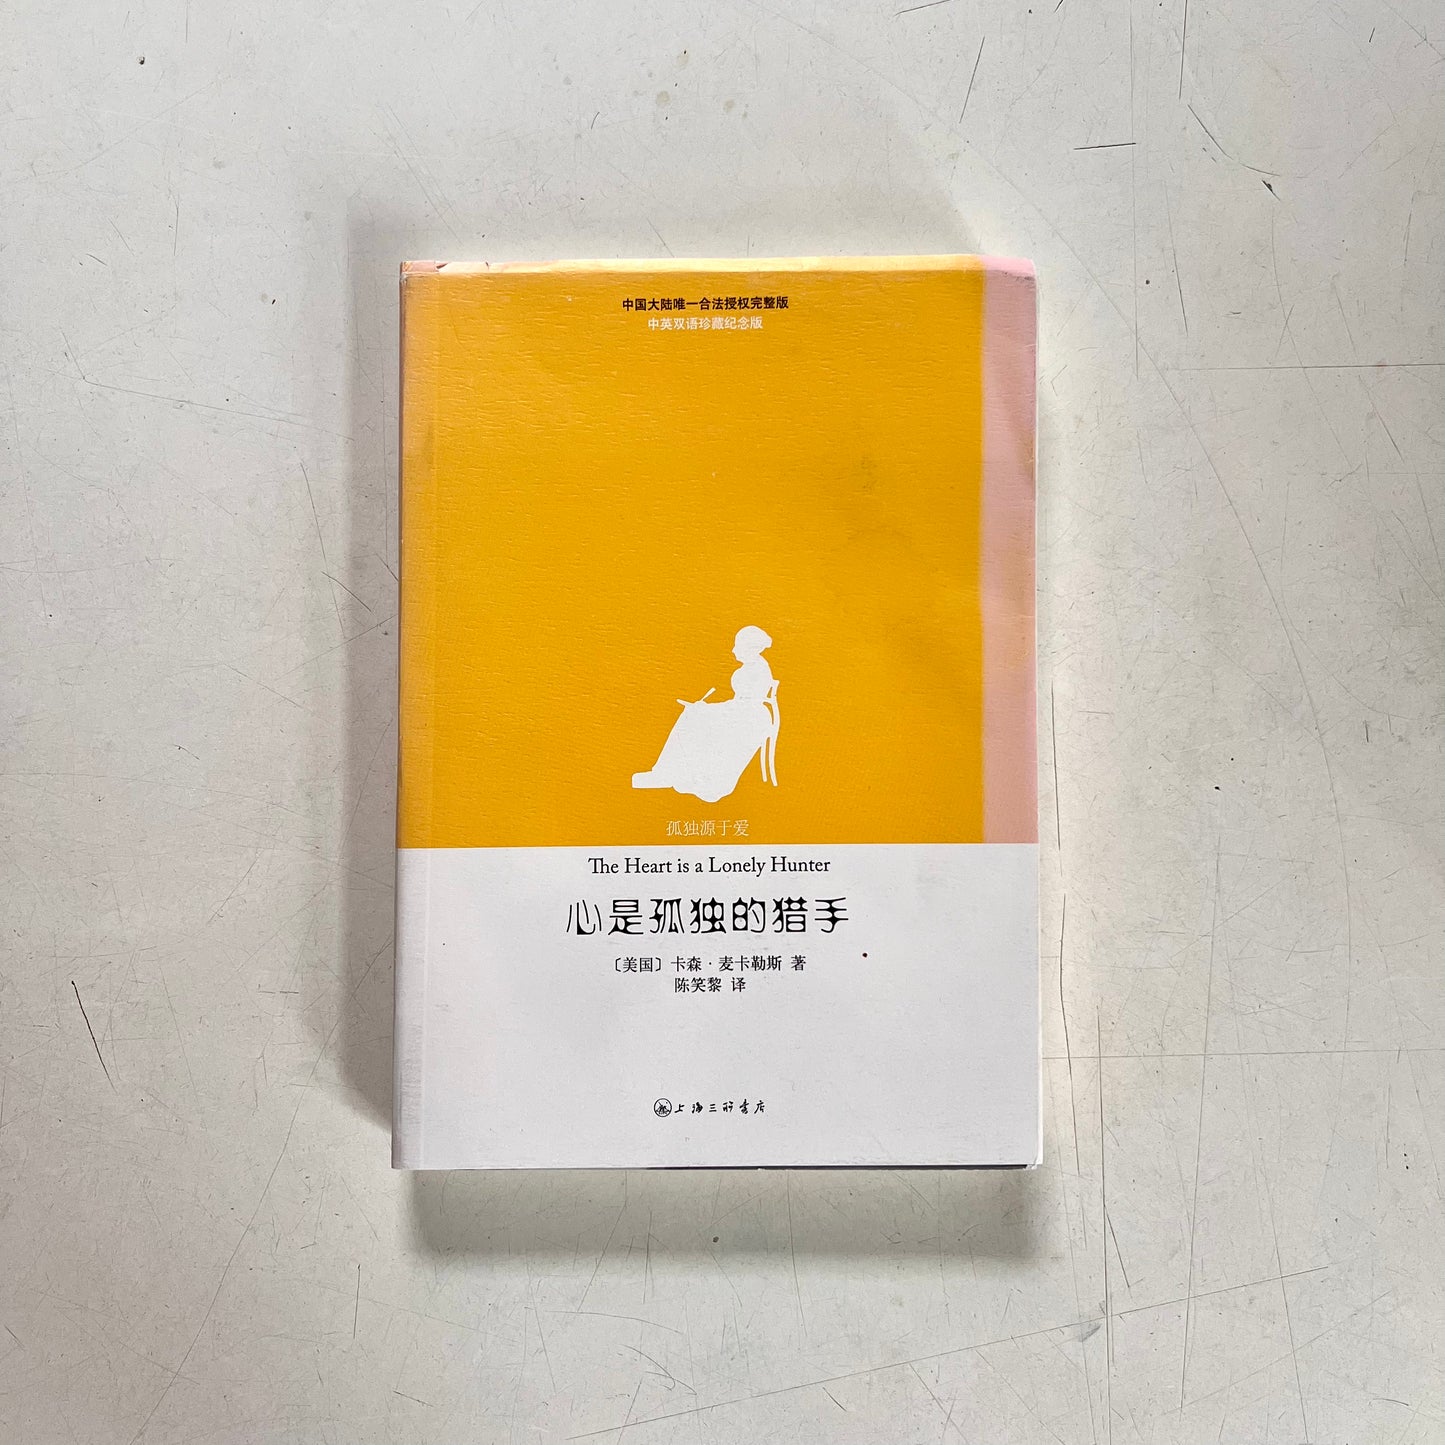 中国大陆唯一合法授权完整版
中英双语珍藏纪念版
孤独源于爱
The Heart is a Lonely Hunter
心是孤独的猎手
〔美国〕卡森·麦卡勒斯 著
陈笑黎 译
上海三联书店